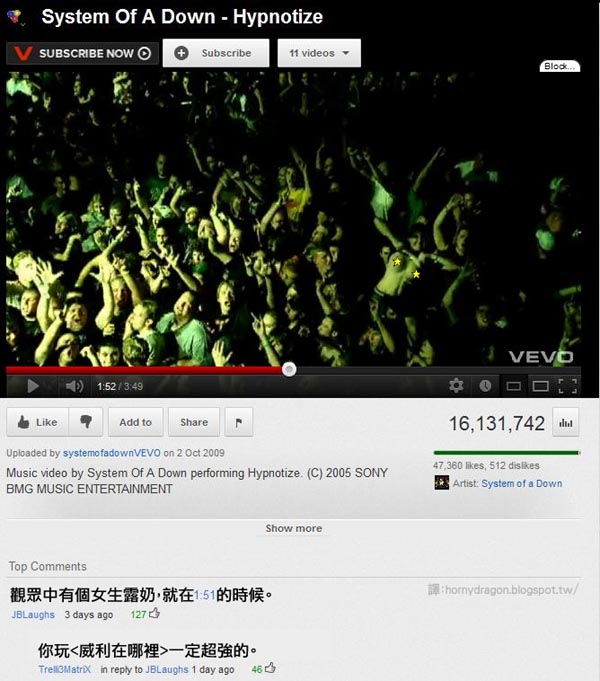 System Of A Down - Hypnotize
SUBSCRIBE NOW
Subscribe
11 videos
Block...
VEVO
1:52 / 3:49
Like
Add to
Share
16,131,742
Uploaded by systemofadownVEVO on 2 Oct 2009
47,360 likes, 512 dislikes
Music video by System Of A Down performing Hypnotize. (C) 2005 SONY
BMG MUSIC ENTERTAINMENT
Artist: System of a Down
Show more
Top Comments
譯:hornydragon.blogspot.tw/
觀眾中有個女生露奶,就在1:51的時候。
JBLaughs 3 days ago 127
你玩<威利在哪裡>一定超強的。
Trelli3MatriX in reply to JBLaughs 1 day ago 46